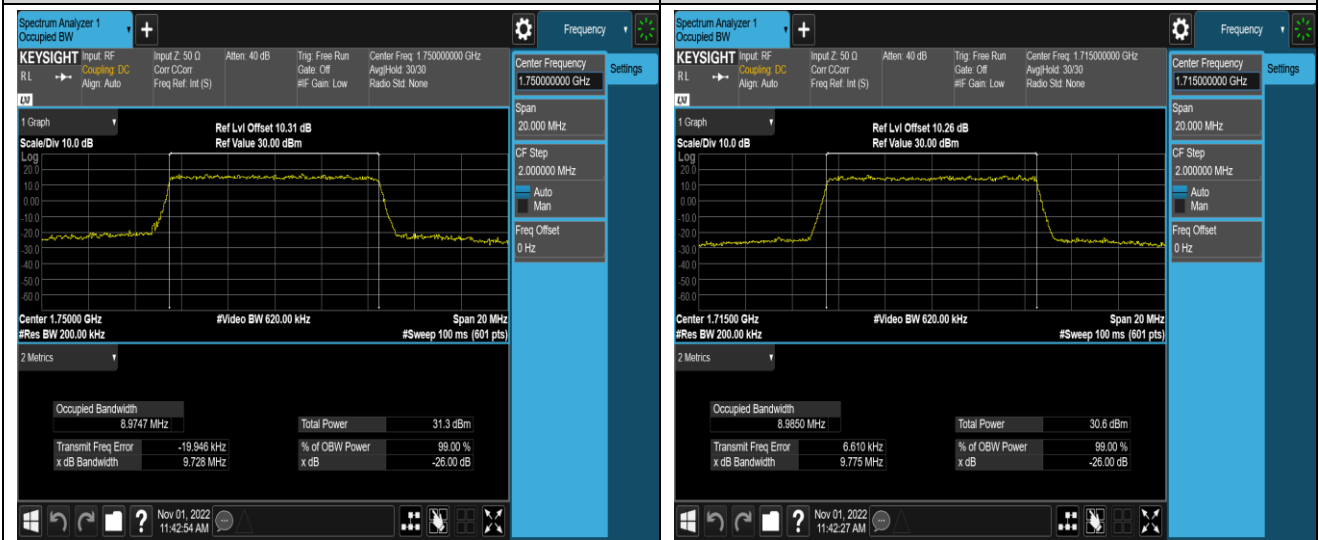 Spectrum Analyzer 1
Occupied BW
+
Frequency
KEYSIGHT Input: RF Input Z: 50 Ω Atten: 40 dB Trig: Free Run Center Freq: 1.750000000 GHz
RL Coupling: DC Corr CCorr Gate: Off Avg|Hold: 30/30
Align: Auto Freq Ref: Int (S) #IF Gain: Low Radio Std: None
LXI
Center Frequency
1.750000000 GHz
Settings
Span
20.000 MHz
CF Step
2.000000 MHz
Auto
Man
Freq Offset
0 Hz
1 Graph
Ref Lvl Offset 10.31 dB
Scale/Div 10.0 dB Ref Value 30.00 dBm
Log
20.0
10.0
0.00
-10.0
-20.0
-30.0
-40.0
-50.0
-60.0
Center 1.75000 GHz #Video BW 620.00 kHz Span 20 MHz
#Res BW 200.00 kHz #Sweep 100 ms (601 pts)
2 Metrics
Occupied Bandwidth
8.9747 MHz Total Power 31.3 dBm
Transmit Freq Error -19.946 kHz % of OBW Power 99.00 %
x dB Bandwidth 9.728 MHz x dB -26.00 dB
? Nov 01, 2022
11:42:54 AM
Spectrum Analyzer 1
Occupied BW
+
Frequency
KEYSIGHT Input: RF Input Z: 50 Ω Atten: 40 dB Trig: Free Run Center Freq: 1.715000000 GHz
RL Coupling: DC Corr CCorr Gate: Off Avg|Hold: 30/30
Align: Auto Freq Ref: Int (S) #IF Gain: Low Radio Std: None
LXI
Center Frequency
1.715000000 GHz
Settings
Span
20.000 MHz
CF Step
2.000000 MHz
Auto
Man
Freq Offset
0 Hz
1 Graph
Ref Lvl Offset 10.26 dB
Scale/Div 10.0 dB Ref Value 30.00 dBm
Log
20.0
10.0
0.00
-10.0
-20.0
-30.0
-40.0
-50.0
-60.0
Center 1.71500 GHz #Video BW 620.00 kHz Span 20 MHz
#Res BW 200.00 kHz #Sweep 100 ms (601 pts)
2 Metrics
Occupied Bandwidth
8.9850 MHz Total Power 30.6 dBm
Transmit Freq Error 6.610 kHz % of OBW Power 99.00 %
x dB Bandwidth 9.775 MHz x dB -26.00 dB
? Nov 01, 2022
11:42:27 AM